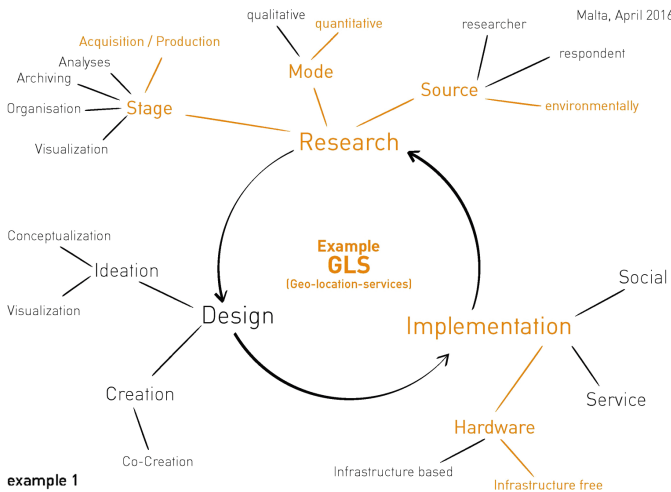 Malta, April 2016
qualitative
quantitative
researcher
respondent
Acquisition / Production
Analyses
Archiving
Organisation
Visualization
Stage
Mode
Source
environmentally
Research
Example
GLS
(Geo-location-services)
Conceptualization
Ideation
Visualization
Design
Creation
Co-Creation
Implementation
Social
Service
Hardware
Infrastructure based
Infrastructure free
example 1